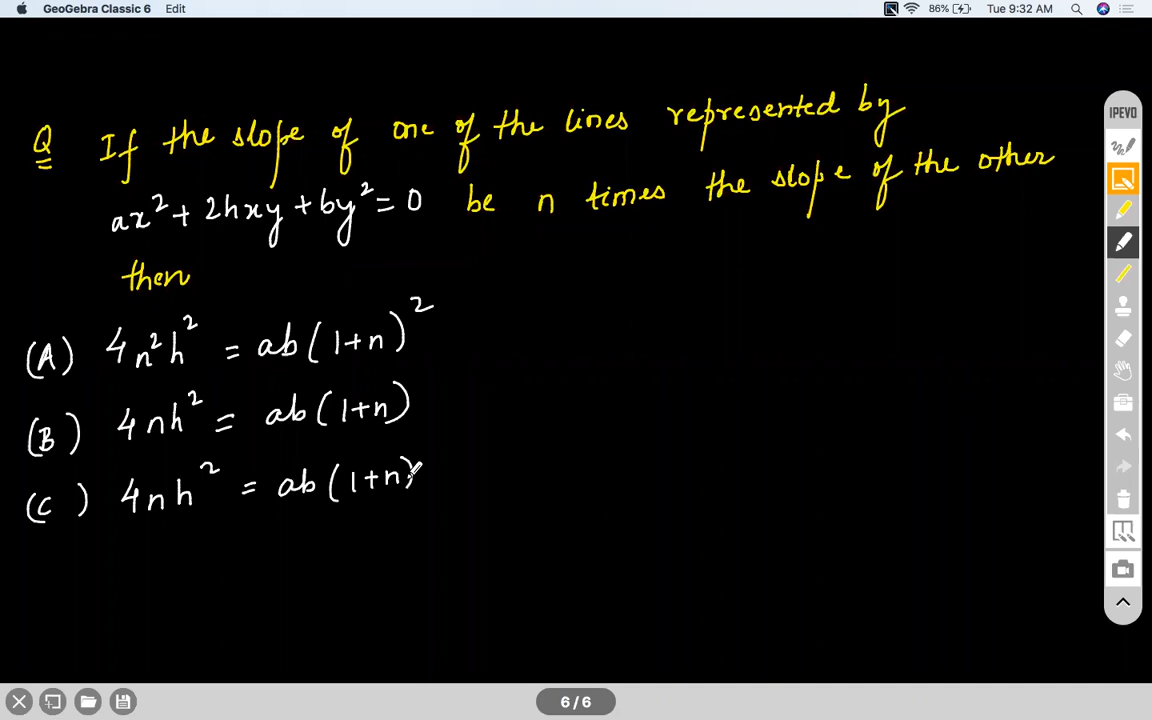 GeoGebra Classic 6 Edit 86% Tue 9:32 AM
IPEVO
Q If the slope of one of the lines represented by
ax² + 2hxy + by² = 0 be n times the slope of the other
then
(A) 4n²h² = ab(1+n)²
(B) 4nh² = ab(1+n)
(C) 4nh² = ab(1+n)
6/6